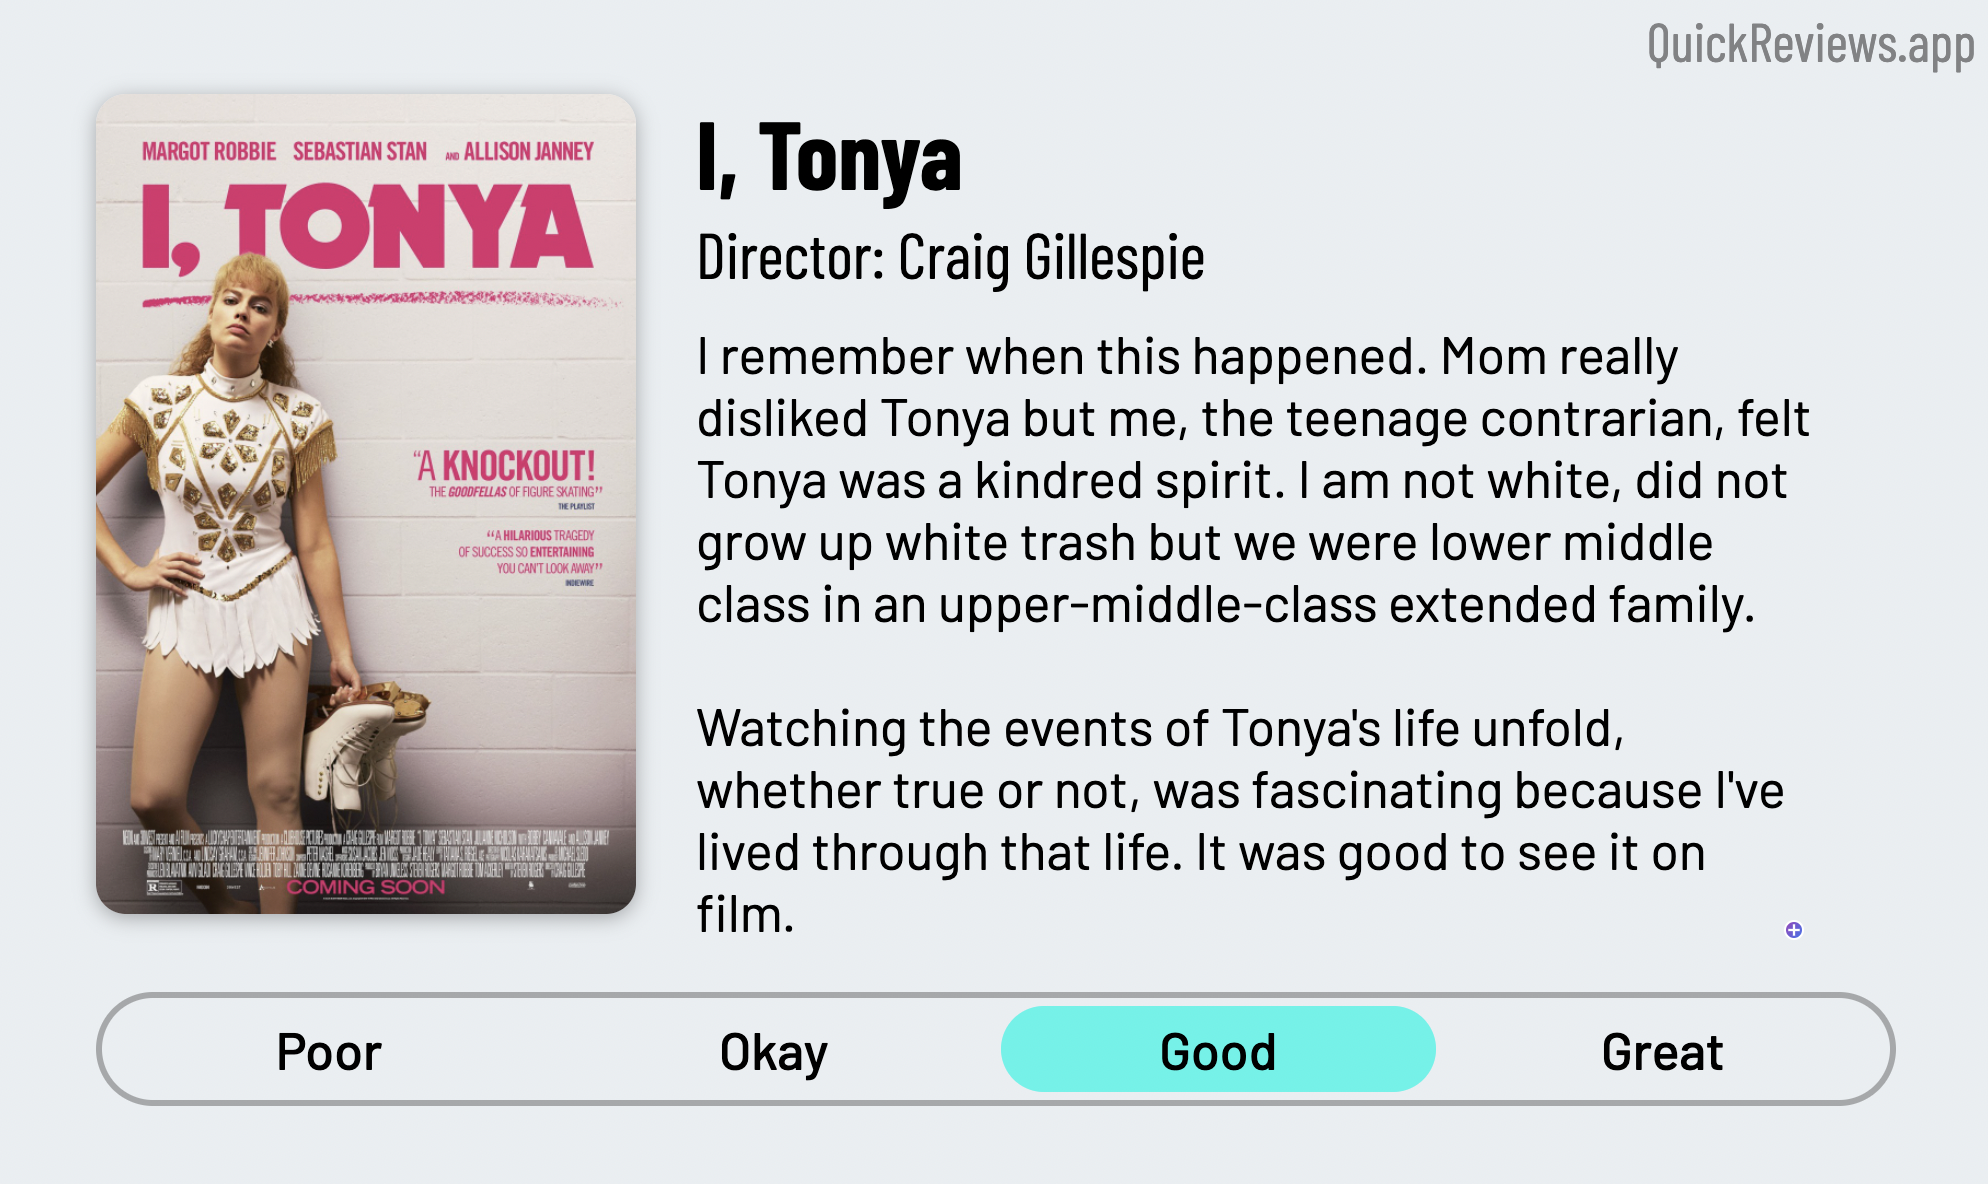 QuickReviews.app
MARGOT ROBBIE SEBASTIAN STAN AND ALLISON JANNEY
I, TONYA
"A KNOCKOUT!
THE GOODFELLAS OF FIGURE SKATING"
THE PLAYLIST
"A HILARIOUS TRAGEDY
OF SUCCESS SO ENTERTAINING
YOU CAN'T LOOK AWAY"
INDIEWIRE
COMING SOON
I, Tonya
Director: Craig Gillespie
I remember when this happened. Mom really
disliked Tonya but me, the teenage contrarian, felt
Tonya was a kindred spirit. I am not white, did not
grow up white trash but we were lower middle
class in an upper-middle-class extended family.
Watching the events of Tonya's life unfold,
whether true or not, was fascinating because I've
lived through that life. It was good to see it on
film.
Poor Okay Good Great